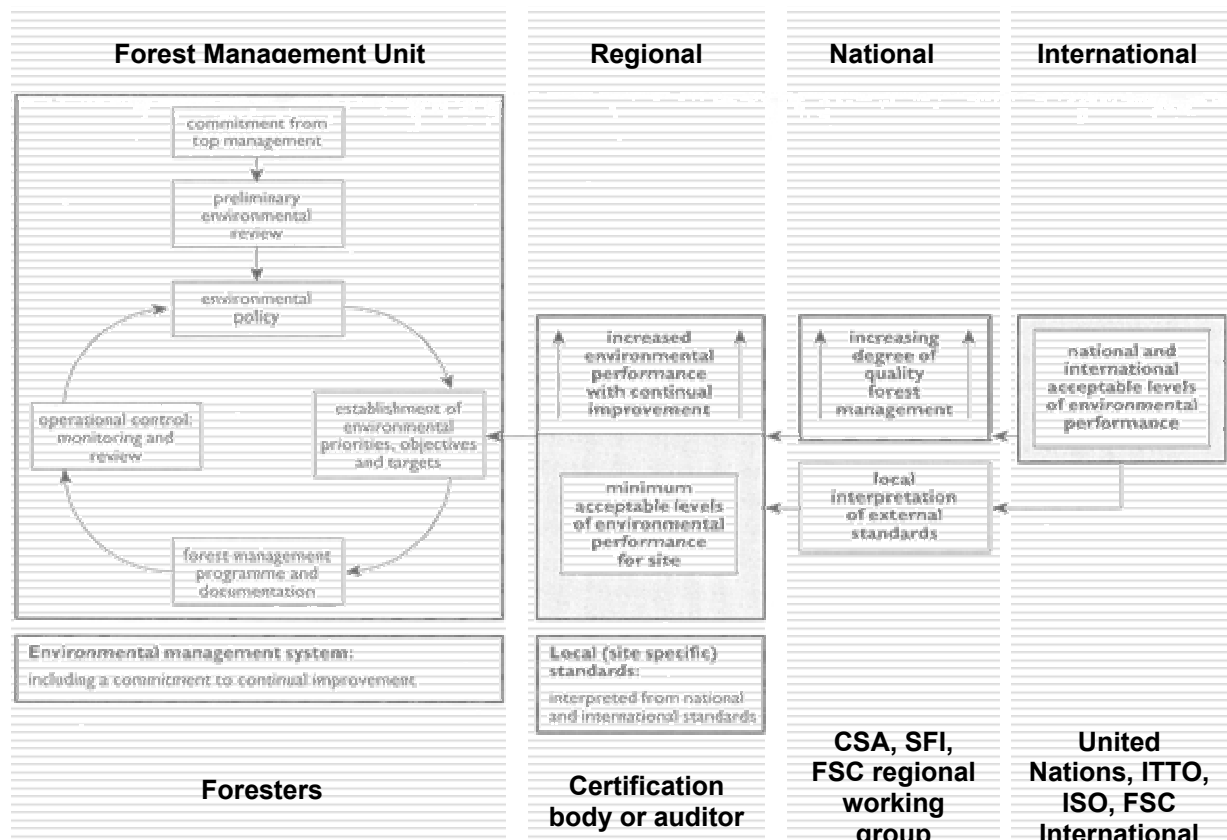 Forest Management Unit
Regional
National
International
commitment from
top management
preliminary
environmental
review
environmental
policy
operational control:
monitoring and
review
establishment of
environmental
priorities, objectives
and targets
forest management
programme and
documentation
increased
environmental
performance
with continual
improvement
minimum
acceptable levels
of environmental
performance
for site
increasing
degree of
quality
forest
management
local
interpretation
of external
standards
national and
international
acceptable levels
of environmental
performance
Environmental management system:
including a commitment to continual improvement
Local (site specific)
standards:
interpreted from national
and international standards
Foresters
Certification
body or auditor
CSA, SFI,
FSC regional
working
group
United
Nations, ITTO,
ISO, FSC
International